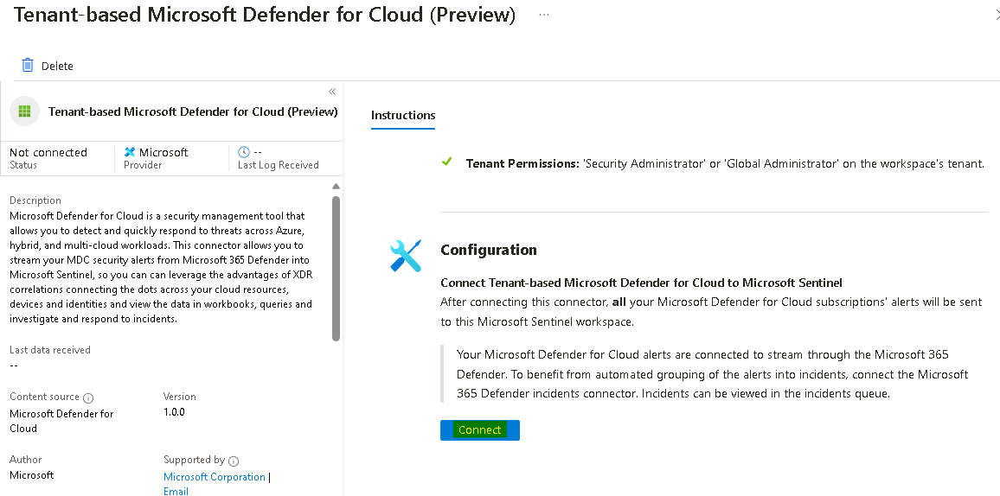 Tenant-based Microsoft Defender for Cloud (Preview) ...
Delete
Tenant-based Microsoft Defender for Cloud (Preview)
Not connected
Status
Microsoft
Provider
--
Last Log Received
Description
Microsoft Defender for Cloud is a security management tool that
allows you to detect and quickly respond to threats across Azure,
hybrid, and multi-cloud workloads. This connector allows you to
stream your MDC security alerts from Microsoft 365 Defender into
Microsoft Sentinel, so you can can leverage the advantages of XDR
correlations connecting the dots across your cloud resources,
devices and identities and view the data in workbooks, queries and
investigate and respond to incidents.
Last data received
--
Content source
Microsoft Defender for
Cloud
Version
1.0.0
Author
Microsoft
Supported by
Microsoft Corporation |
Email
Instructions
Tenant Permissions: 'Security Administrator' or 'Global Administrator' on the workspace's tenant.
Configuration
Connect Tenant-based Microsoft Defender for Cloud to Microsoft Sentinel
After connecting this connector, all your Microsoft Defender for Cloud subscriptions' alerts will be sent
to this Microsoft Sentinel workspace.
Your Microsoft Defender for Cloud alerts are connected to stream through the Microsoft 365
Defender. To benefit from automated grouping of the alerts into incidents, connect the Microsoft
365 Defender incidents connector. Incidents can be viewed in the incidents queue.
Connect